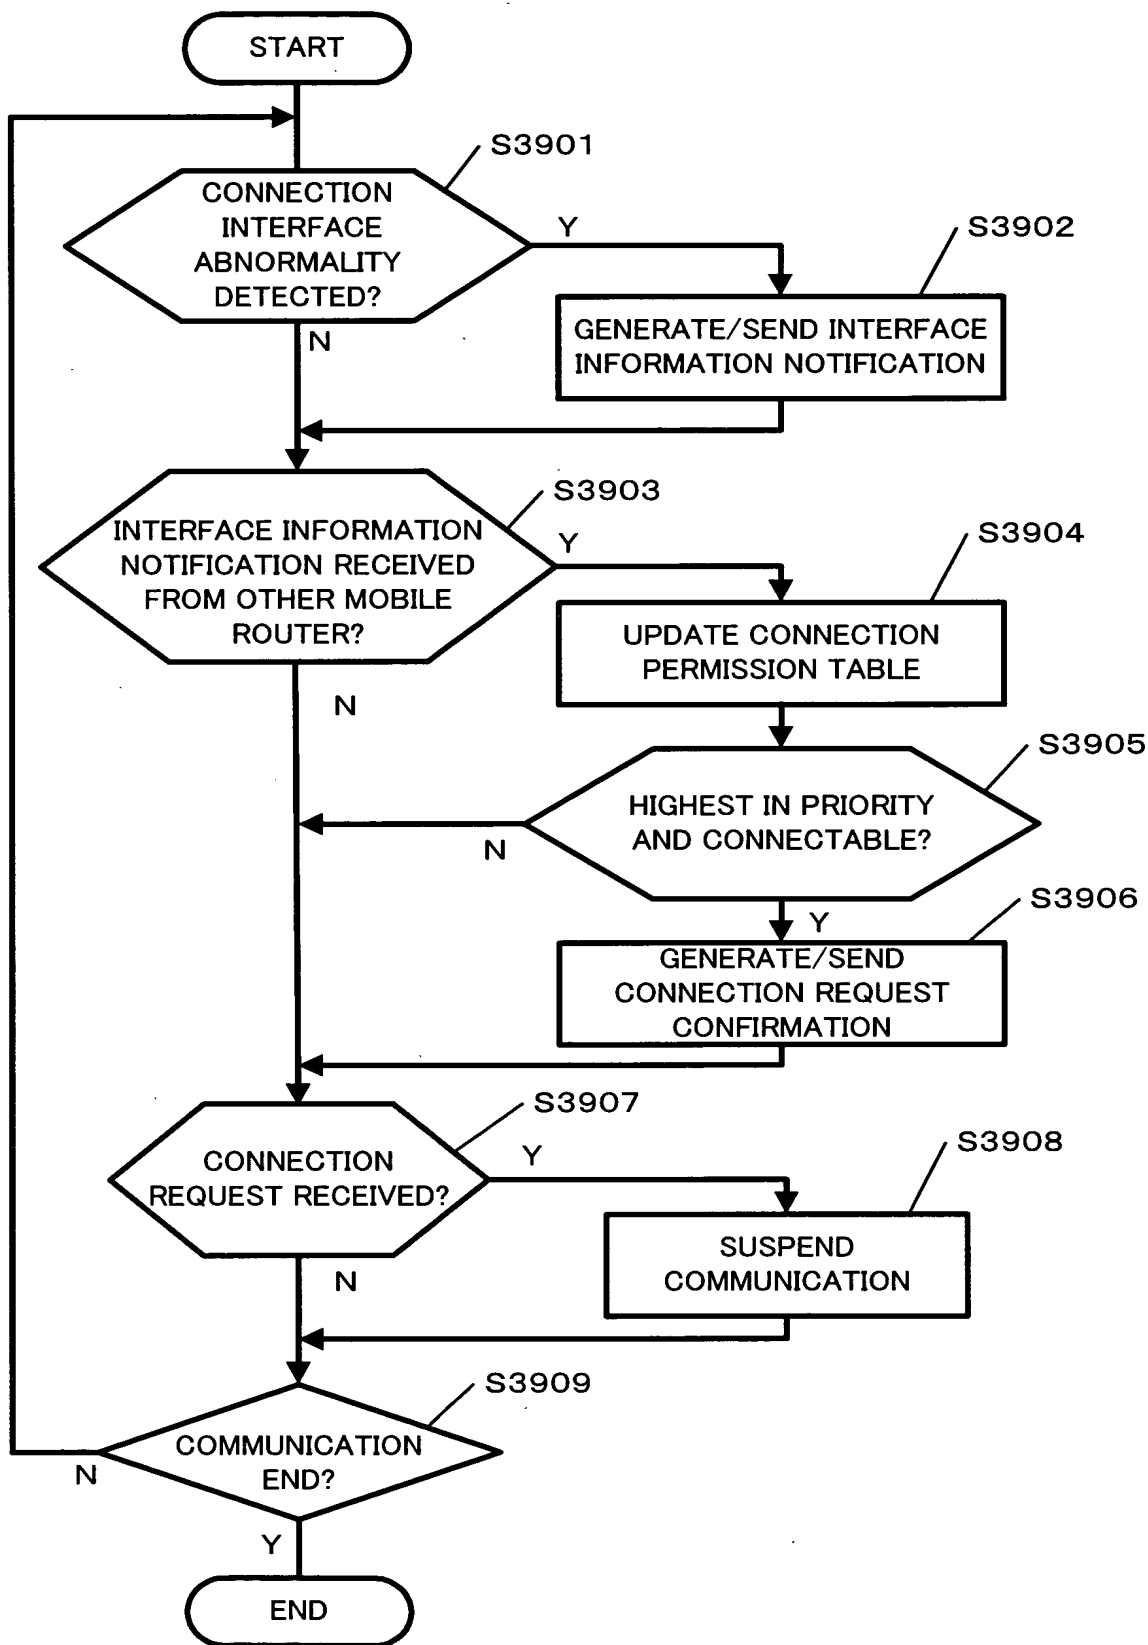 START
S3901
CONNECTION
INTERFACE
ABNORMALITY
DETECTED?
Y
S3902
GENERATE/SEND INTERFACE
INFORMATION NOTIFICATION
N
S3903
INTERFACE INFORMATION
NOTIFICATION RECEIVED
FROM OTHER MOBILE
ROUTER?
Y
S3904
UPDATE CONNECTION
PERMISSION TABLE
N
S3905
HIGHEST IN PRIORITY
AND CONNECTABLE?
N
Y
S3906
GENERATE/SEND
CONNECTION REQUEST
CONFIRMATION
S3907
CONNECTION
REQUEST RECEIVED?
Y
S3908
SUSPEND
COMMUNICATION
N
S3909
COMMUNICATION
END?
N
Y
END